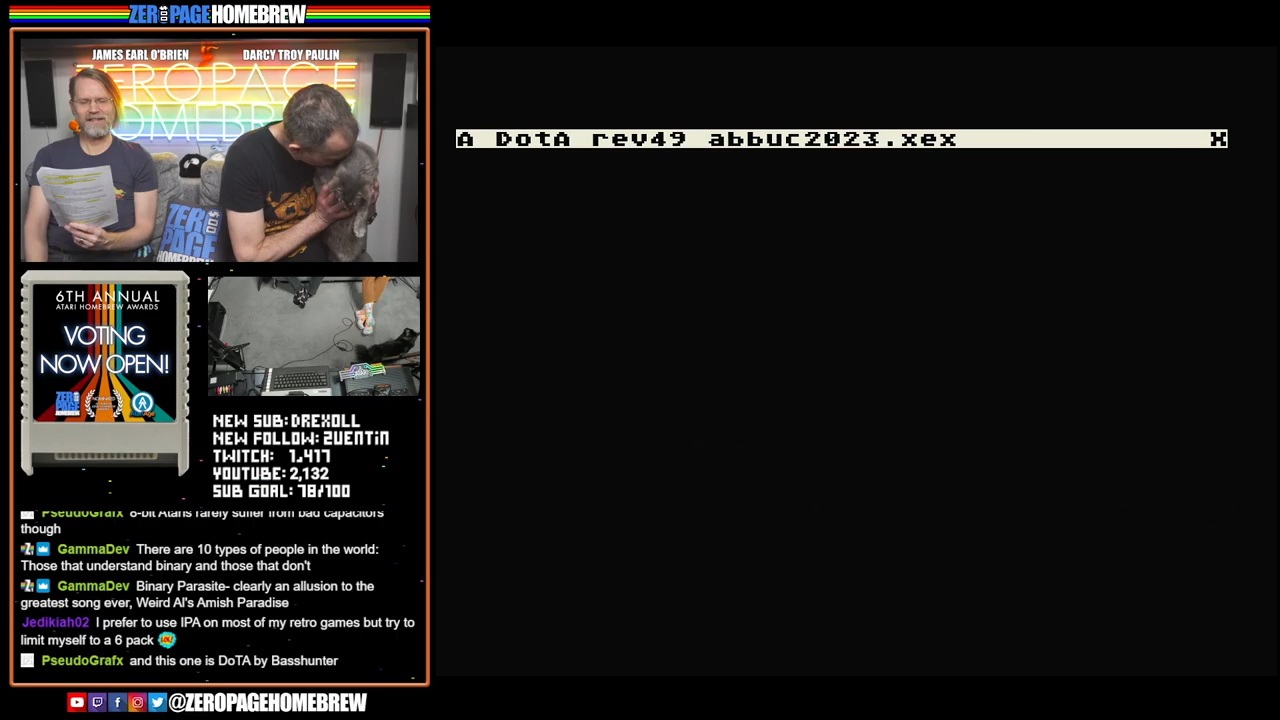 ZEROPAGE HOMEBREW
JAMES EARL O'BRIEN
DARCY TROY PAULIN
ZEROPAGE
HOMEBREW
ZERO
PAGE
HOMEBREW
6TH ANNUAL
ATARI HOMEBREW AWARDS
VOTING
NOW OPEN!
NEW SUB: DREXOLL
NEW FOLLOW: ZUENTIN
TWITCH: 1,417
YOUTUBE: 2,132
SUB GOAL: 78/100
PseudoGrafx 8-bit Ataris rarely suffer from bad capacitors
though
GammaDev There are 10 types of people in the world:
Those that understand binary and those that don't
GammaDev Binary Parasite- clearly an allusion to the
greatest song ever, Weird Al's Amish Paradise
Jedikiah02 I prefer to use IPA on most of my retro games but try to
limit myself to a 6 pack
PseudoGrafx and this one is DoTA by Basshunter
@ZEROPAGEHOMEBREW
A DotA rev49 abbuc2023.xex X